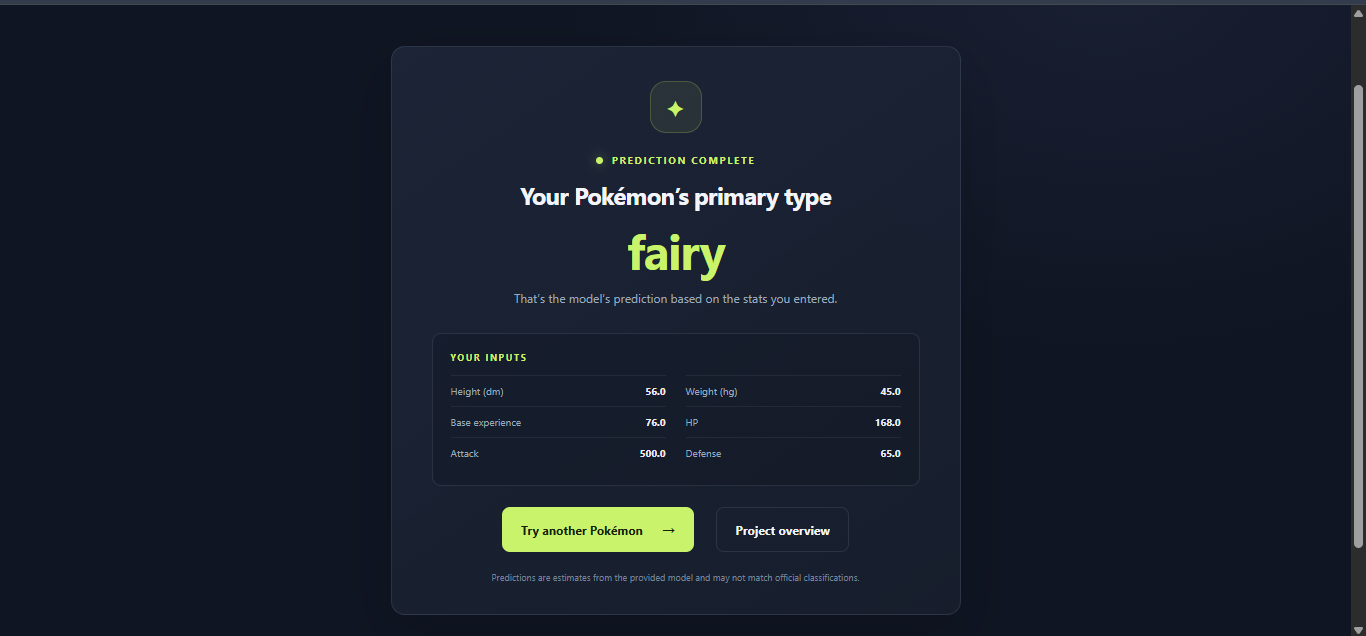 PREDICTION COMPLETE
Your Pokémon's primary type
fairy
That's the model's prediction based on the stats you entered.
YOUR INPUTS
Height (dm) 56.0 Weight (hg) 45.0
Base experience 76.0 HP 168.0
Attack 500.0 Defense 65.0
Try another Pokémon → Project overview
Predictions are estimates from the provided model and may not match official classifications.